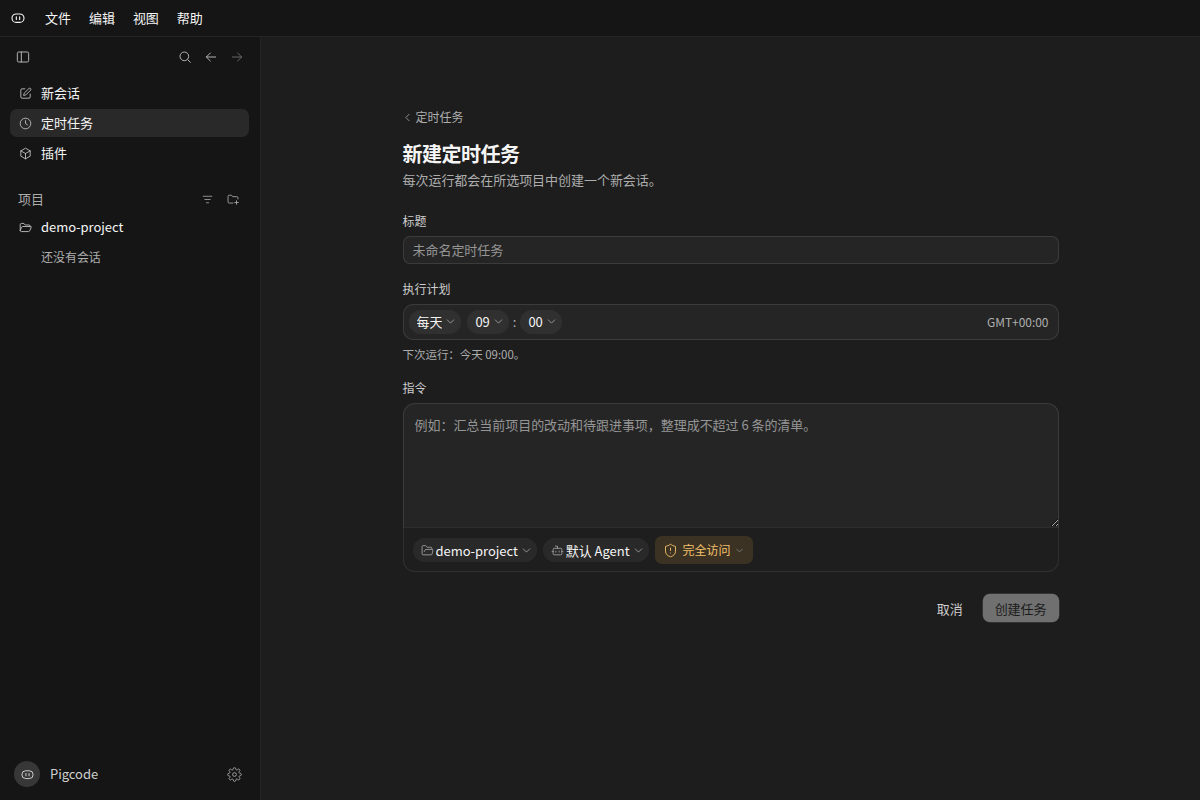 文件 编辑 视图 帮助
新会话
定时任务
插件
项目
demo-project
还没有会话
Pigcode
定时任务
新建定时任务
每次运行都会在所选项目中创建一个新会话。
标题
未命名定时任务
执行计划
每天 09 : 00 GMT+00:00
下次运行：今天 09:00。
指令
例如：汇总当前项目的改动和待跟进事项，整理成不超过 6 条的清单。
demo-project 默认 Agent 完全访问
取消 创建任务